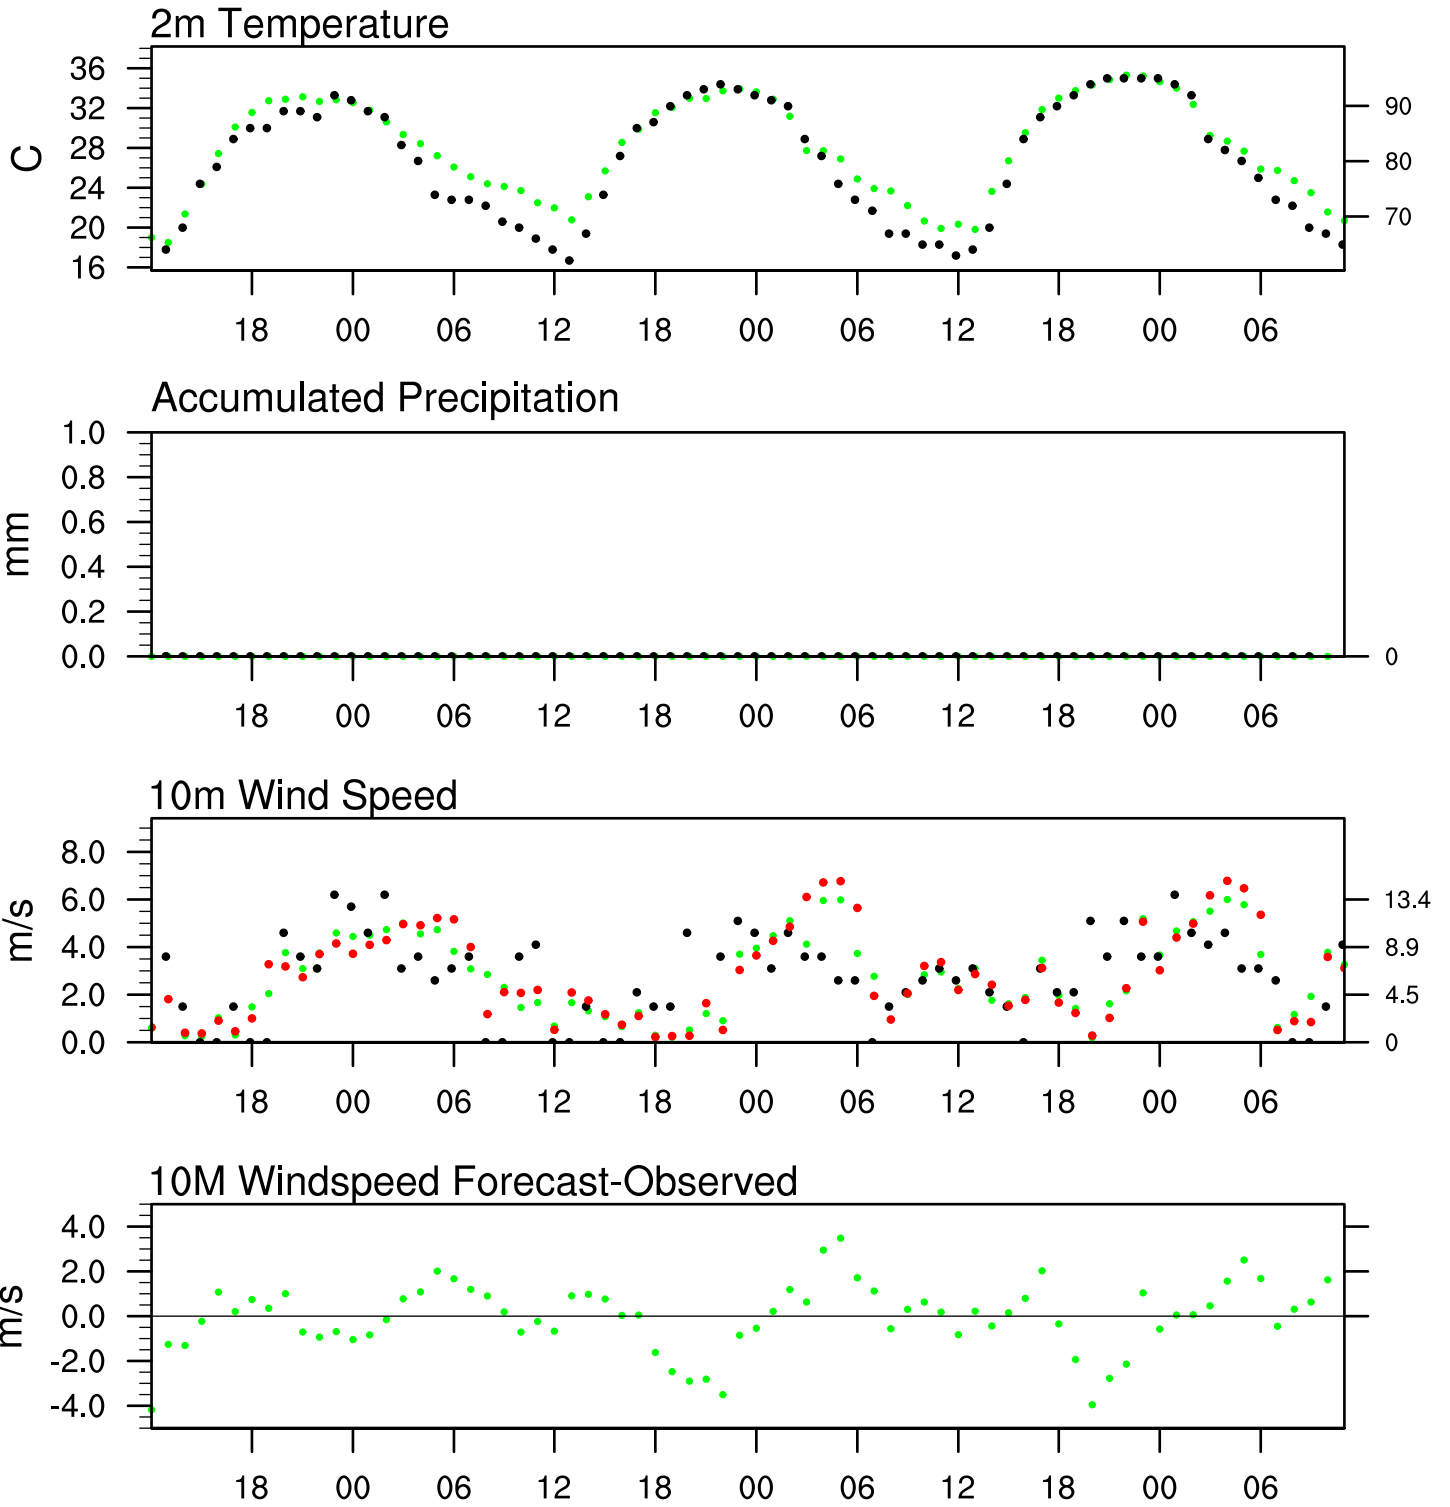 2m Temperature
36
32
28
24
20
16
C
90
80
70
18 00 06 12 18 00 06 12 18 00 06
Accumulated Precipitation
1.0
0.8
0.6
0.4
0.2
0.0
mm
0
18 00 06 12 18 00 06 12 18 00 06
10m Wind Speed
8.0
6.0
4.0
2.0
0.0
m/s
13.4
8.9
4.5
0
18 00 06 12 18 00 06 12 18 00 06
10M Windspeed Forecast-Observed
4.0
2.0
0.0
-2.0
-4.0
m/s
18 00 06 12 18 00 06 12 18 00 06